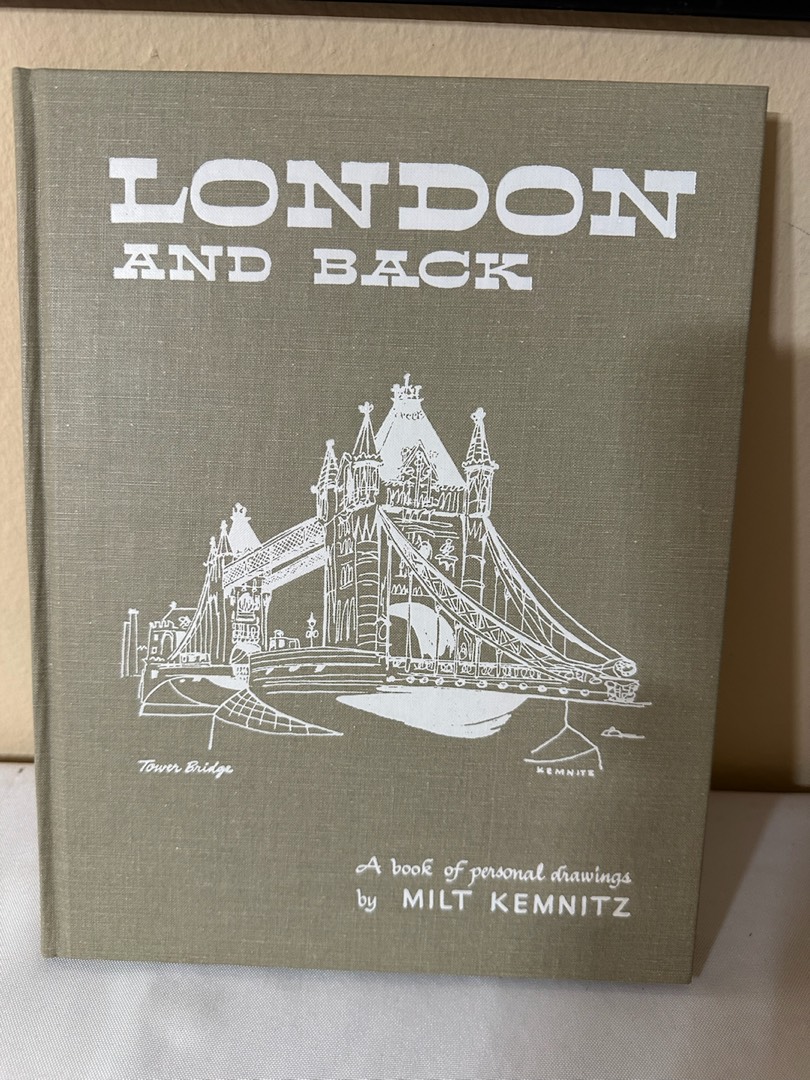 LONDON
AND BACK
Tower Bridge
KEMNITZ
A book of personal drawings
by MILT KEMNITZ